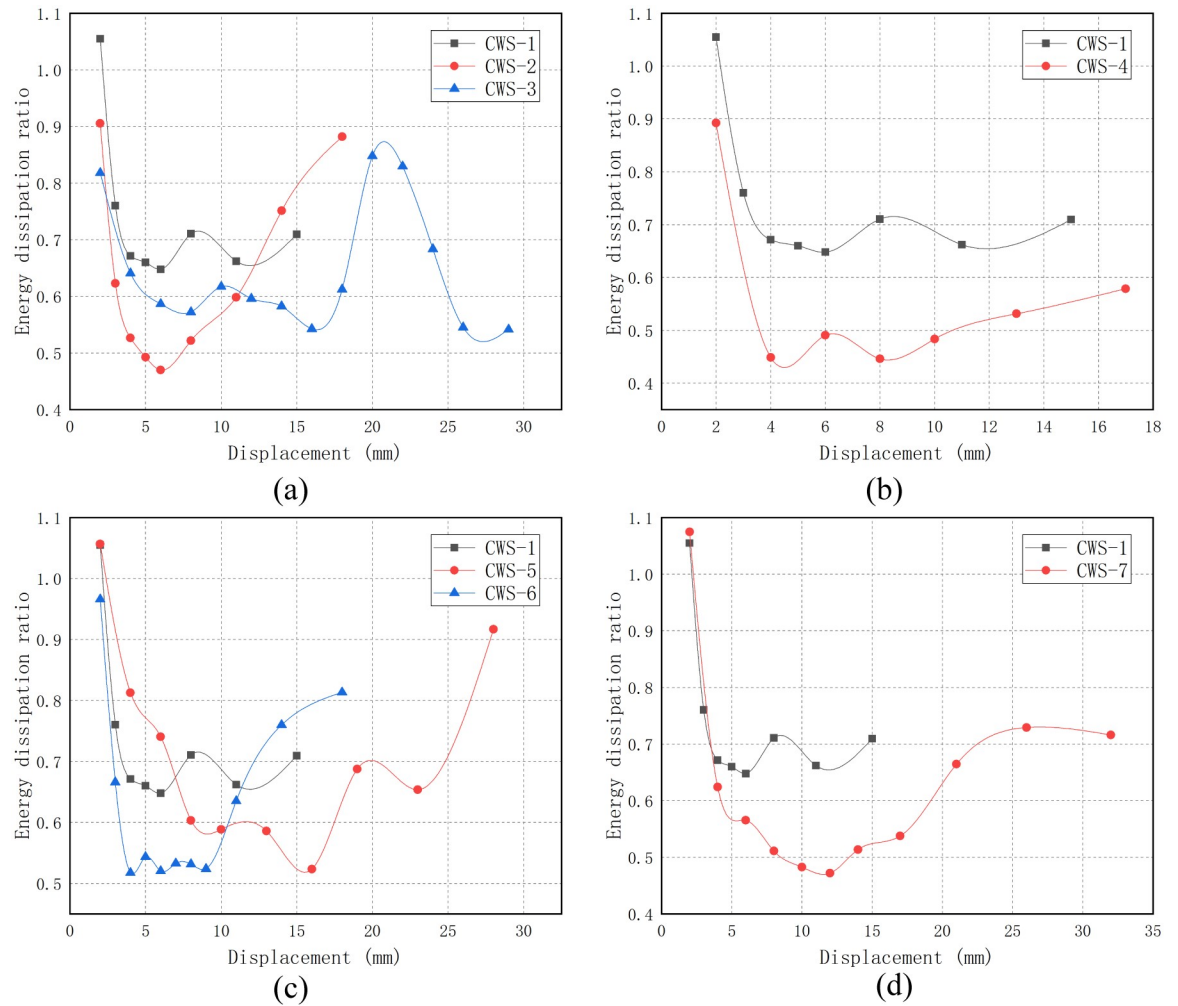 1.1
1.0
0.9
0.8
0.7
0.6
0.5
0.4
Energy dissipation ratio
0 5 10 15 20 25 30
Displacement (mm)
CWS-1
CWS-2
CWS-3
(a)
1.1
1.0
0.9
0.8
0.7
0.6
0.5
0.4
Energy dissipation ratio
0 2 4 6 8 10 12 14 16 18
Displacement (mm)
CWS-1
CWS-4
(b)
1.1
1.0
0.9
0.8
0.7
0.6
0.5
Energy dissipation ratio
0 5 10 15 20 25 30
Displacement (mm)
CWS-1
CWS-5
CWS-6
(c)
1.1
1.0
0.9
0.8
0.7
0.6
0.5
0.4
Energy dissipation ratio
0 5 10 15 20 25 30 35
Displacement (mm)
CWS-1
CWS-7
(d)